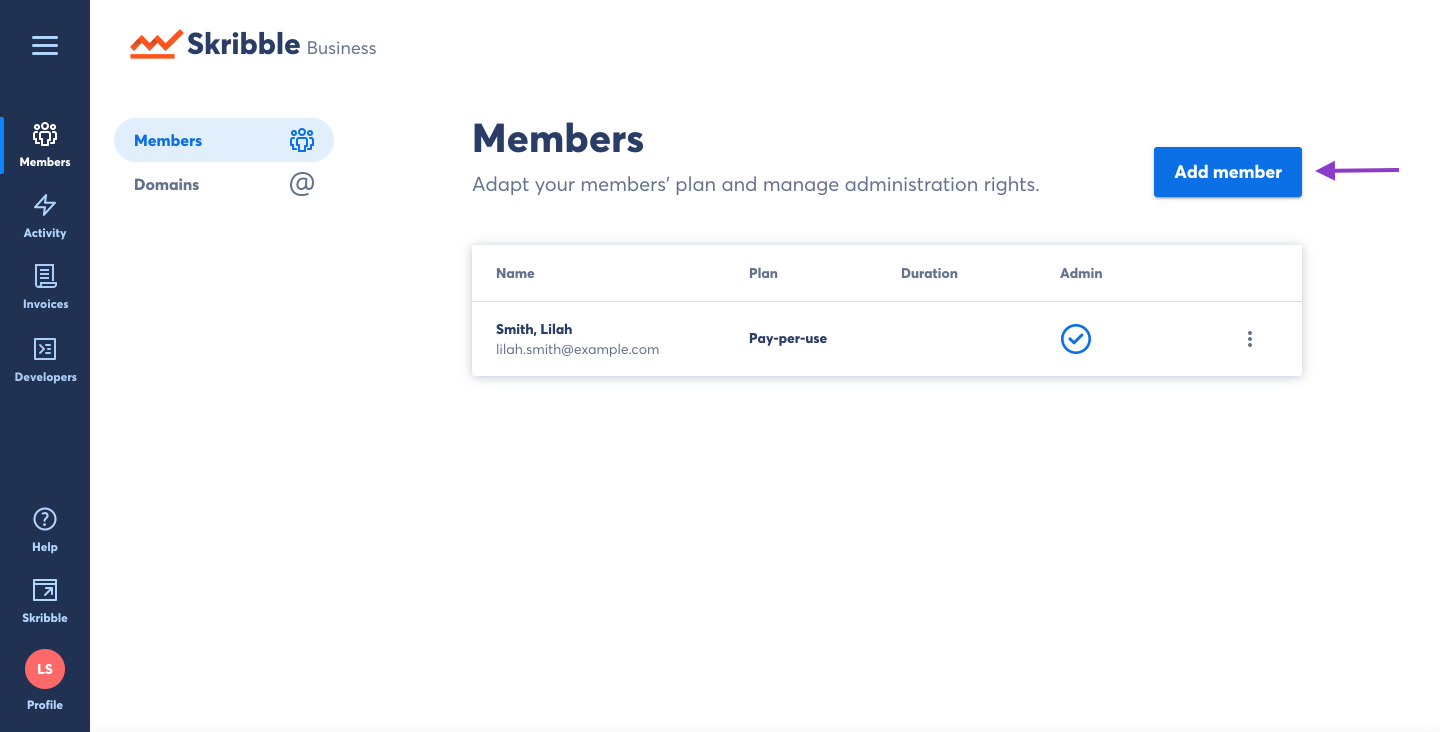 Skribble Business
Members
Activity
Invoices
Developers
Help
Skribble
LS
Profile
Members
Domains
@
Members
Adapt your members' plan and manage administration rights.
Add member
Name Plan Duration Admin
Smith, Lilah
lilah.smith@example.com
Pay-per-use